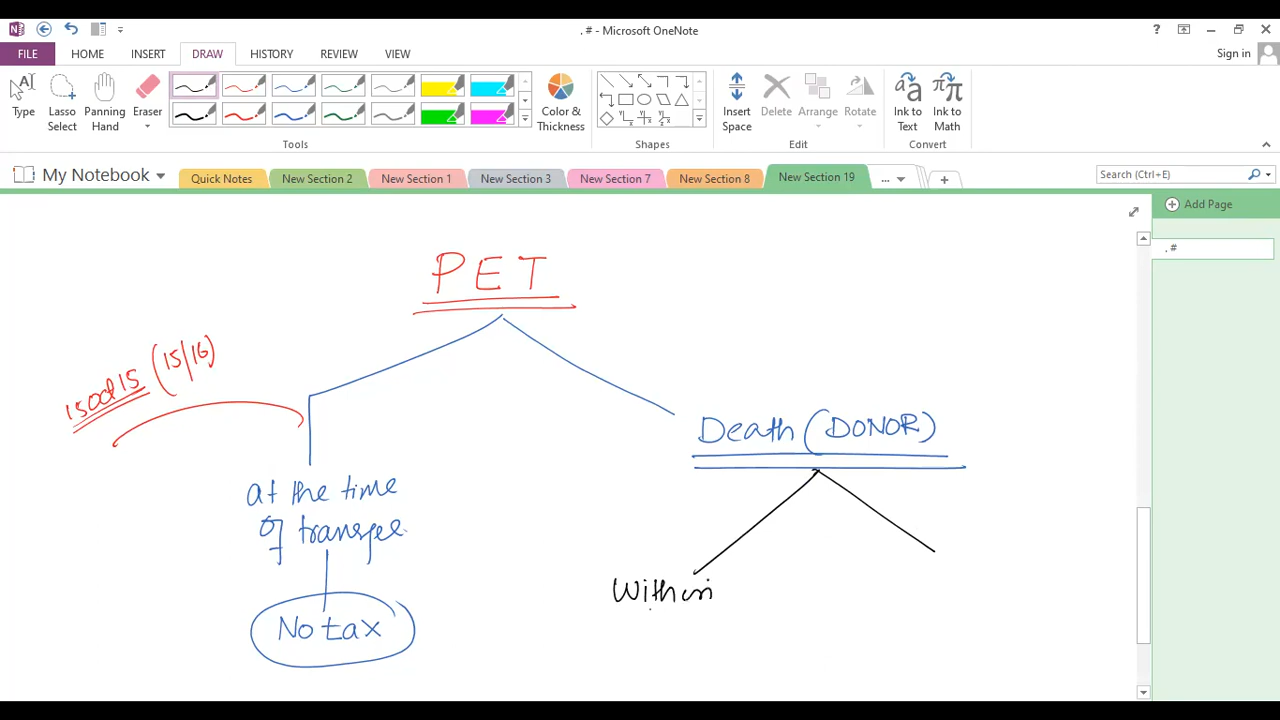 . # - Microsoft OneNote
Sign in
FILE HOME INSERT DRAW HISTORY REVIEW VIEW
Type
Lasso Select
Panning Hand
Eraser
Color & Thickness
Insert Space
Delete
Arrange
Rotate
Ink to Text
Ink to Math
Tools
Shapes
Edit
Convert
My Notebook
Quick Notes
New Section 2
New Section 1
New Section 3
New Section 7
New Section 8
New Section 19
...
Search (Ctrl+E)
Add Page
. #
PET
15 Oct 15 (15/16)
Death (DONOR)
at the time
of transfer
Within
No tax